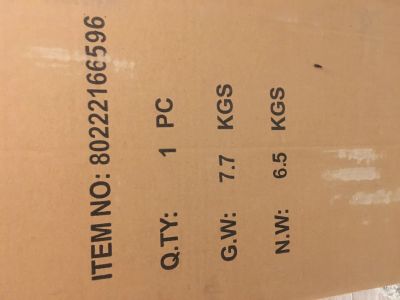 ITEM NO: 80222166596
Q.TY: 1 PC
G.W: 7.7 KGS
N.W: 6.5 KGS